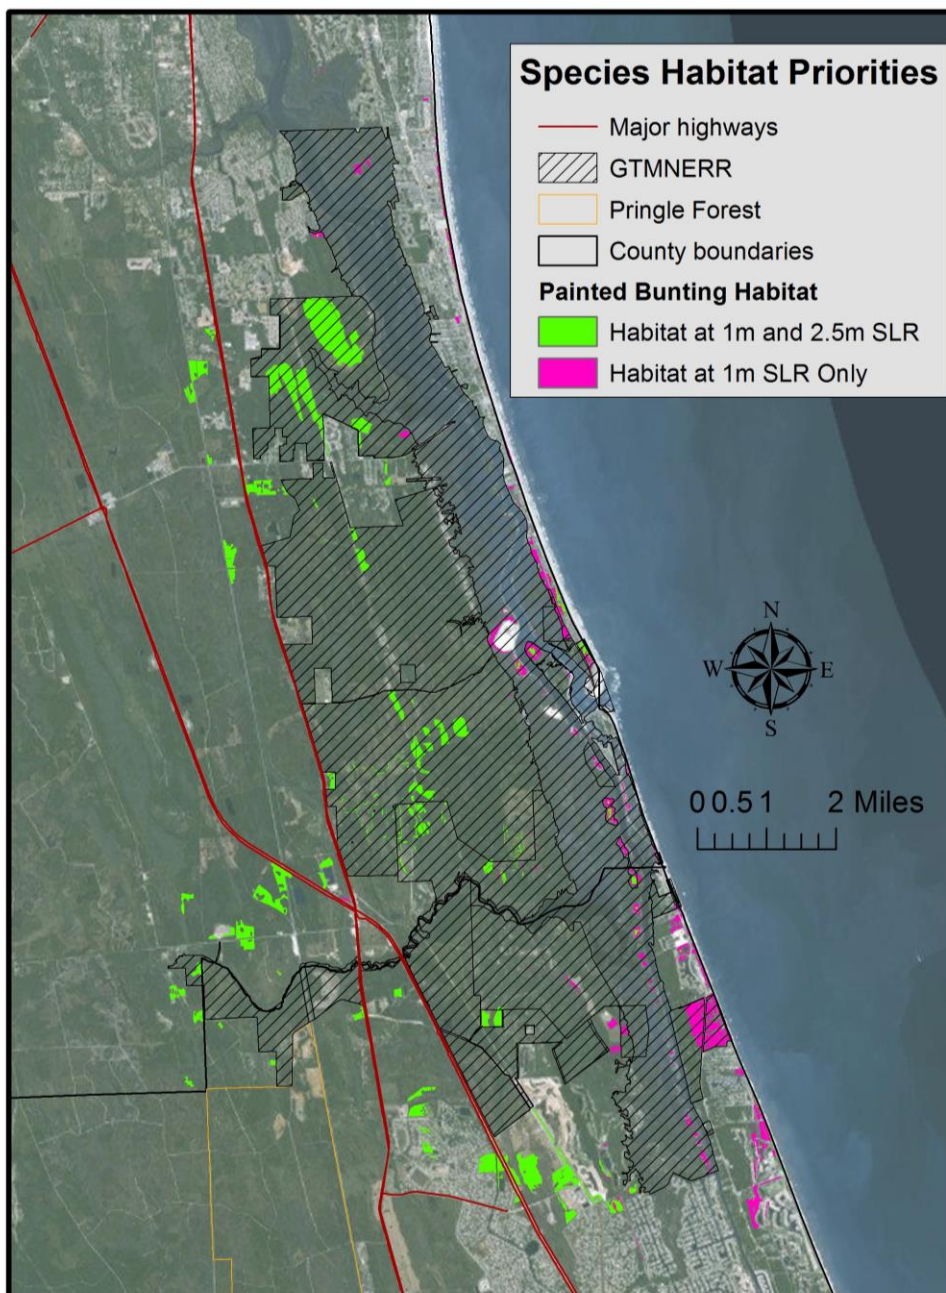 Species Habitat Priorities
Major highways
GTMNERR
Pringle Forest
County boundaries
Painted Bunting Habitat
Habitat at 1m and 2.5m SLR
Habitat at 1m SLR Only
N
W E
S
0 0.5 1 2 Miles